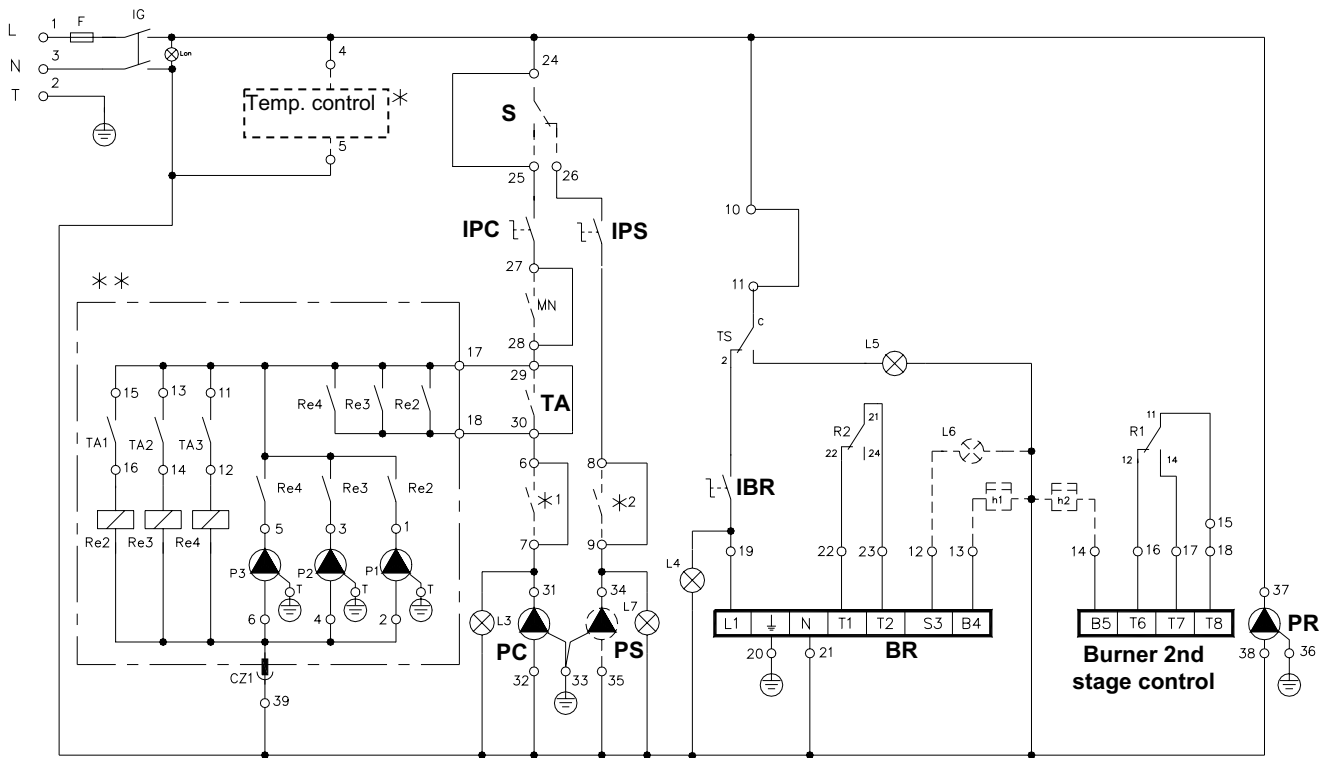 L 1 F IG
Lon
N 3
T 2
4
Temp. control *
5
24
S
25 26
IPC IPS
27
MN
28
29
TA
30
* *
17
18
15 13 11
TA1 TA2 TA3
16 14 12
Re4 Re3 Re2
Re4 Re3 Re2
Re2 Re3 Re4
5 3 1
P3 P2 P1
T T T
6 4 2
CZ1
39
6 8
*1 *2
7 9
31 34
L3 L7
PC PS
32 33 35
10
11
C
TS
2
L5
IBR
L4
19
R2 21
22 24
22 23
L6
h1 h2
12 13
L1 N T1 T2 S3 B4
20 21
BR
R1 11
12 14
15
14 16 17 18
B5 T6 T7 T8
Burner 2nd
stage control
37
PR
38 36